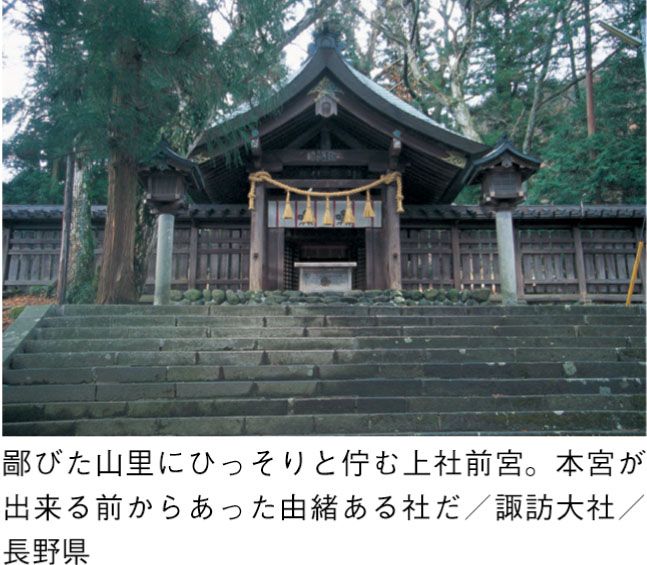 鄙びた山里にひっそりと佇む上社前宮。本宮が
出来る前からあった由緒ある社だ／諏訪大社／
長野県